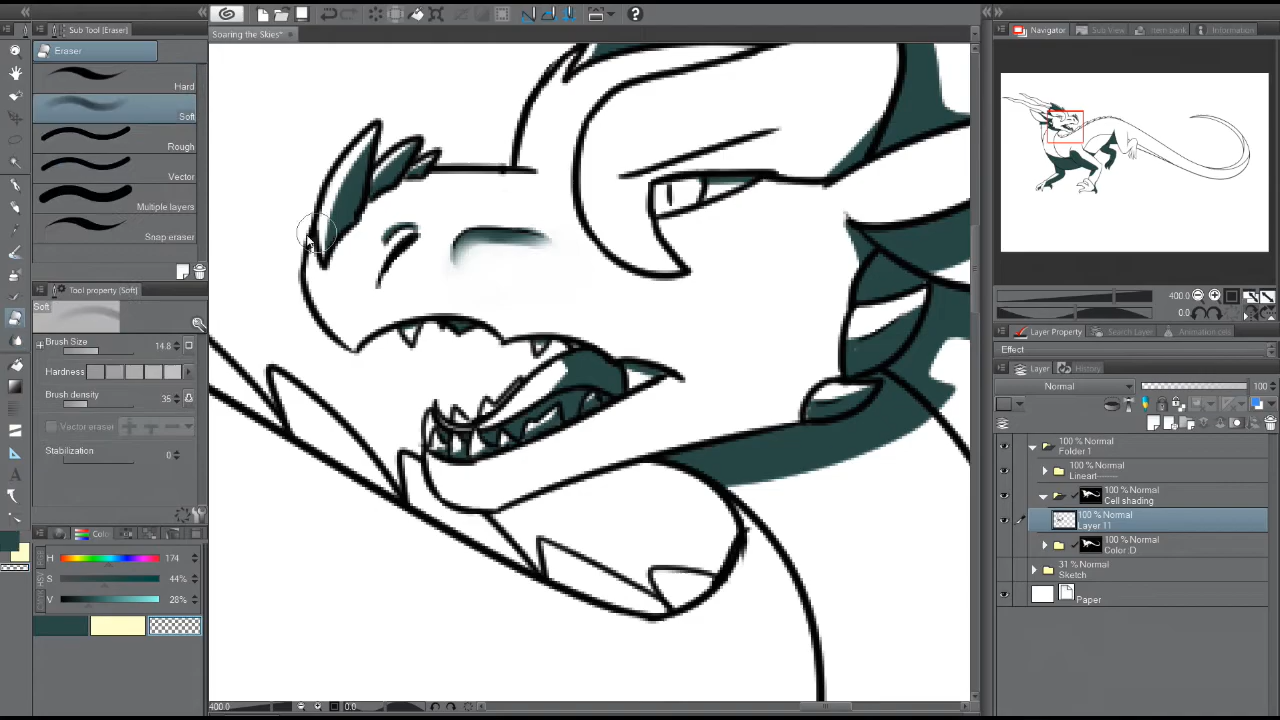 Sub Tool [Eraser]
Eraser
Hard
Soft
Rough
Vector
Multiple layers
Snap eraser
Tool property [Soft]
Soft
Brush Size 14.8
Hardness
Brush density 35
Vector eraser
Stabilization 0
Colo
H 174
S 44%
V 28%
Soaring the Skies*
400.0
0.0
Navigator
Sub View
Item bank
Information
400.0
0.0
Layer Property
Search Layer
Animation cels
Effect
Layer
History
Normal 100
100 % Normal
Folder 1
100 % Normal
Lineart-------
100 % Normal
Cell shading
100 % Normal
Layer 11
100 % Normal
Color :D
31 % Normal
Sketch
Paper